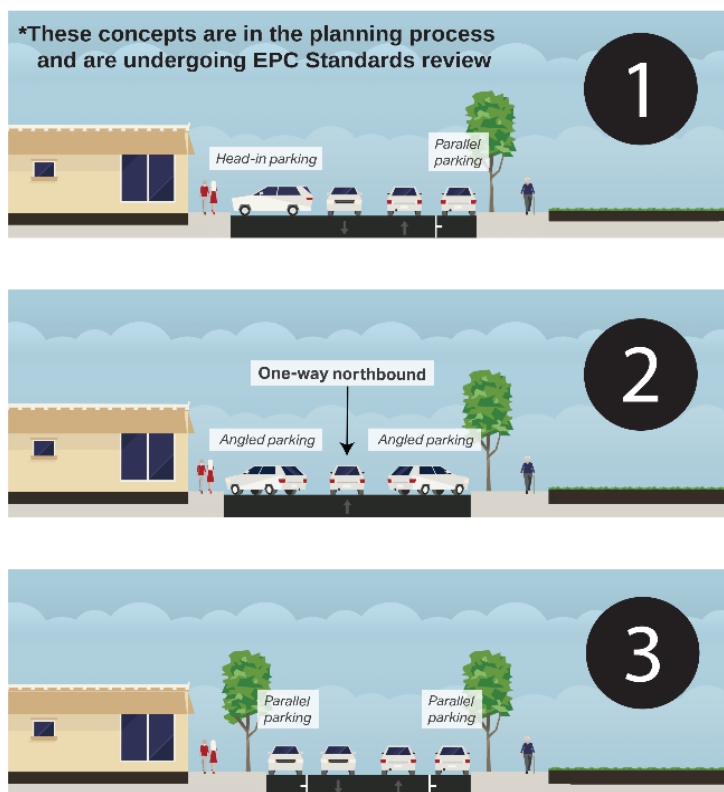 *These concepts are in the planning process
and are undergoing EPC Standards review
1
Head-in parking
Parallel
parking
2
One-way northbound
Angled parking
Angled parking
3
Parallel
parking
Parallel
parking